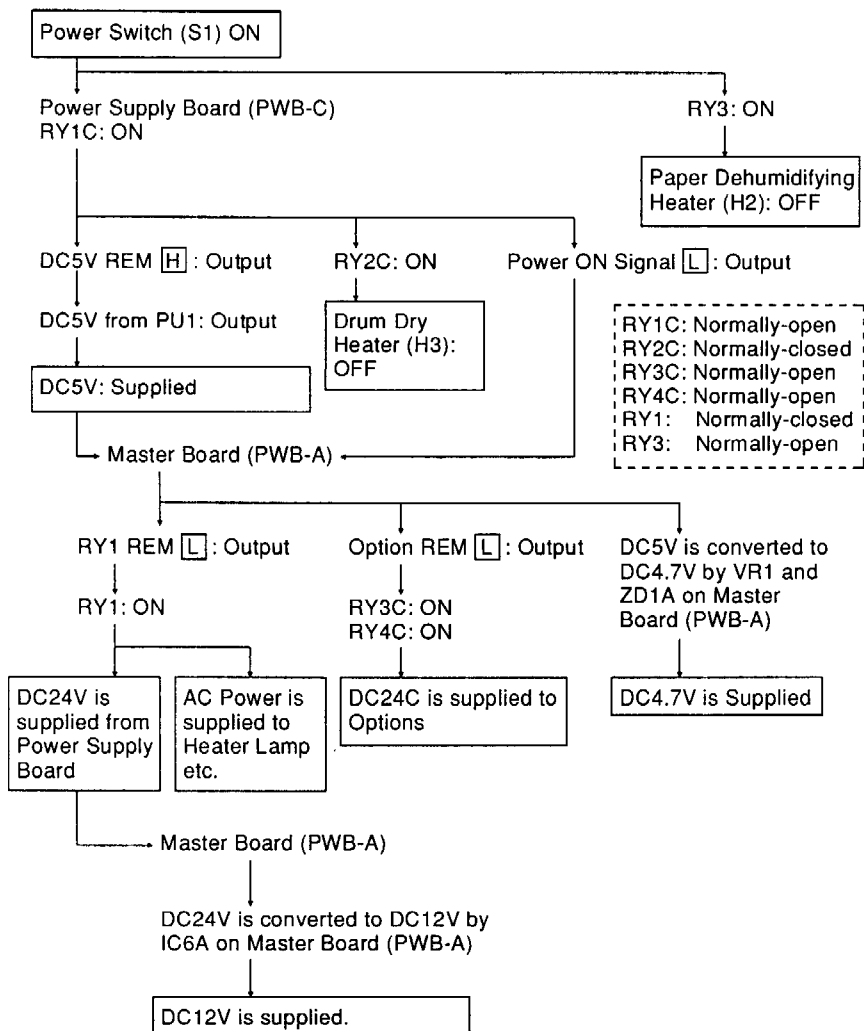 Power Switch (S1) ON
Power Supply Board (PWB-C)
RY1C: ON
RY3: ON
Paper Dehumidifying
Heater (H2): OFF
DC5V REM H : Output
RY2C: ON
Power ON Signal L : Output
DC5V from PU1: Output
Drum Dry
Heater (H3):
OFF
DC5V: Supplied
RY1C: Normally-open
RY2C: Normally-closed
RY3C: Normally-open
RY4C: Normally-open
RY1: Normally-closed
RY3: Normally-open
Master Board (PWB-A)
RY1 REM L : Output
Option REM L : Output
DC5V is converted to
DC4.7V by VR1 and
ZD1A on Master
Board (PWB-A)
RY1: ON
RY3C: ON
RY4C: ON
DC24V is
supplied from
Power Supply
Board
AC Power is
supplied to
Heater Lamp
etc.
DC24C is supplied to
Options
DC4.7V is Supplied
Master Board (PWB-A)
DC24V is converted to DC12V by
IC6A on Master Board (PWB-A)
DC12V is supplied.